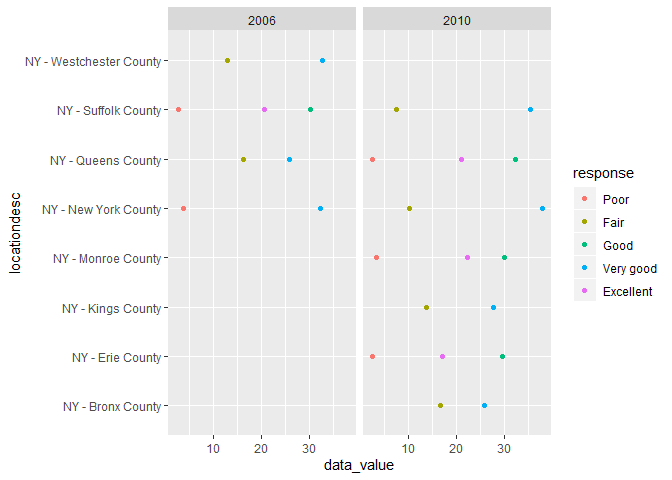 2006
2010
NY - Westchester County
NY - Suffolk County
NY - Queens County
NY - New York County
NY - Monroe County
NY - Kings County
NY - Erie County
NY - Bronx County
locationdesc
10 20 30
10 20 30
data_value
response
Poor
Fair
Good
Very good
Excellent